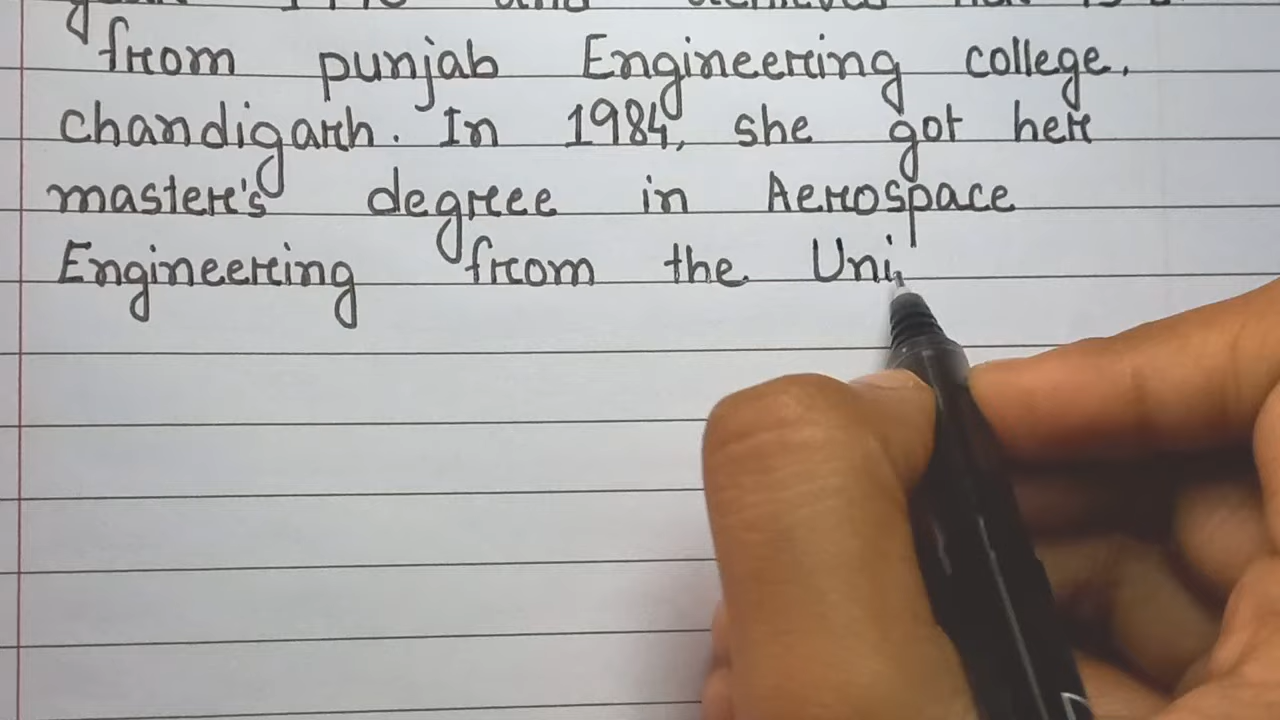 from punjab Engineering college,
chandigarh. In 1984, she got her
master's degree in Aerospace
Engineering from the Uni